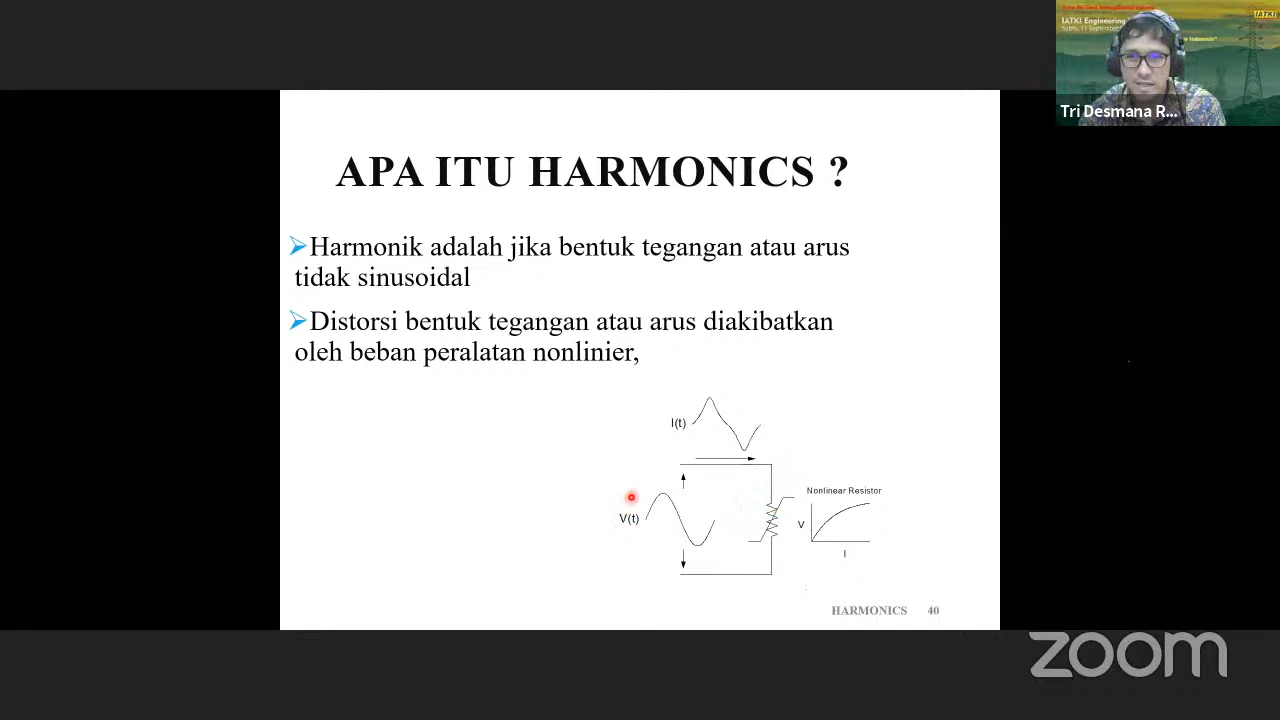 IATKI Engineering
Sabtu, 11 September
IATKI
Tri Desmana R...
APA ITU HARMONICS ?
Harmonik adalah jika bentuk tegangan atau arus
tidak sinusoidal
Distorsi bentuk tegangan atau arus diakibatkan
oleh beban peralatan nonlinier,
I(t)
Nonlinear Resistor
V(t)
V
I
HARMONICS 40
zoom